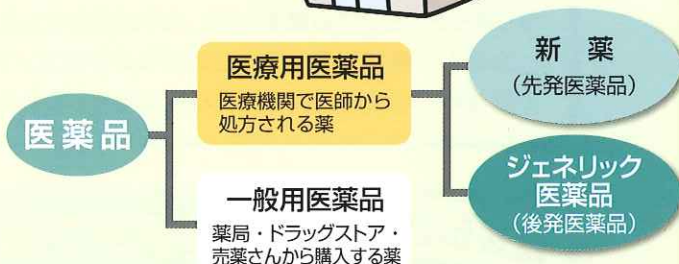 医薬品
医療用医薬品
医療機関で医師から
処方される薬
一般用医薬品
薬局・ドラッグストア・
売薬さんから購入する薬
新 薬
(先発医薬品)
ジェネリック
医薬品
(後発医薬品)